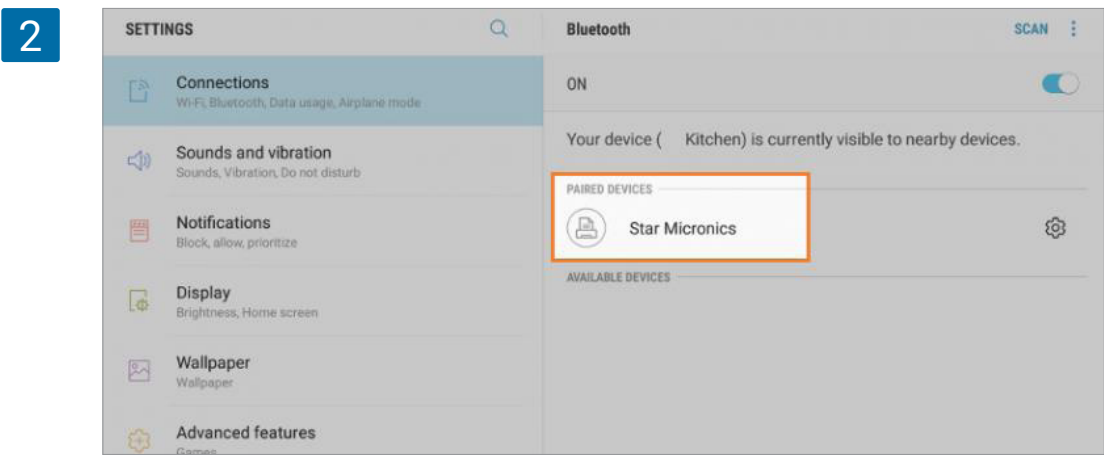 2
SETTINGS
Connections
Wi-Fi, Bluetooth, Data usage, Airplane mode
Sounds and vibration
Sounds, Vibration, Do not disturb
Notifications
Block, allow, prioritize
Display
Brightness, Home screen
Wallpaper
Wallpaper
Advanced features
Games
Bluetooth SCAN
ON
Your device ( Kitchen) is currently visible to nearby devices.
PAIRED DEVICES
Star Micronics
AVAILABLE DEVICES